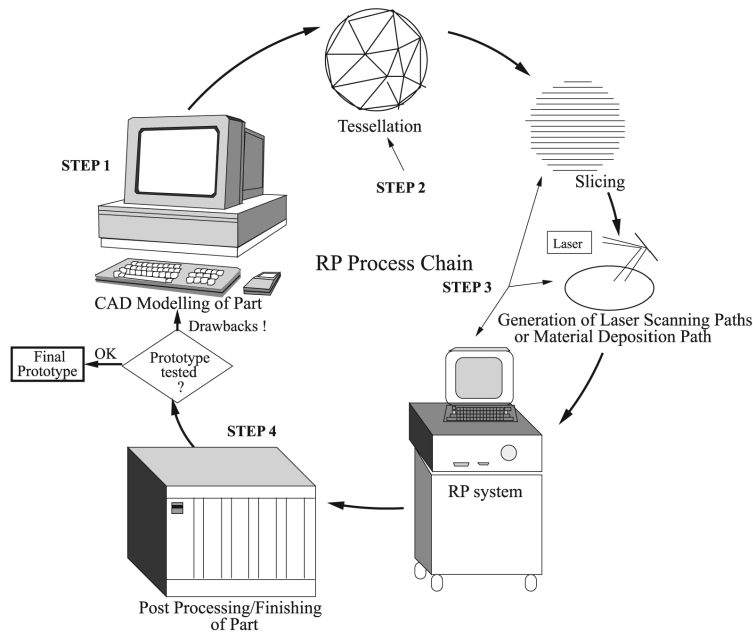 Tessellation
STEP 1
STEP 2
Slicing
Laser
RP Process Chain
STEP 3
CAD Modelling of Part
Generation of Laser Scanning Paths
or Material Deposition Path
Drawbacks !
Final
Prototype
OK
Prototype
tested
?
STEP 4
RP system
Post Processing/Finishing
of Part